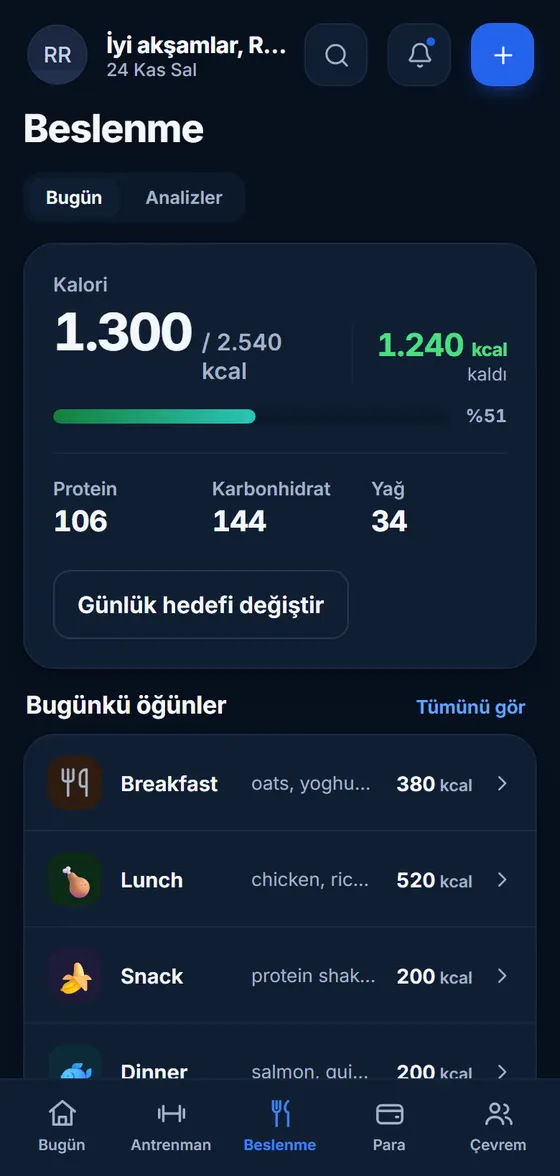 RR
İyi akşamlar, R...
24 Kas Sal
Beslenme
Bugün
Analizler
Kalori
1.300 / 2.540 kcal
1.240 kcal
kaldı
%51
Protein
106
Karbonhidrat
144
Yağ
34
Günlük hedefi değiştir
Bugünkü öğünler
Tümünü gör
Breakfast oats, yoghu... 380 kcal
Lunch chicken, ric... 520 kcal
Snack protein shak... 200 kcal
Dinner salmon, qui... 200 kcal
Bugün
Antrenman
Beslenme
Para
Çevrem